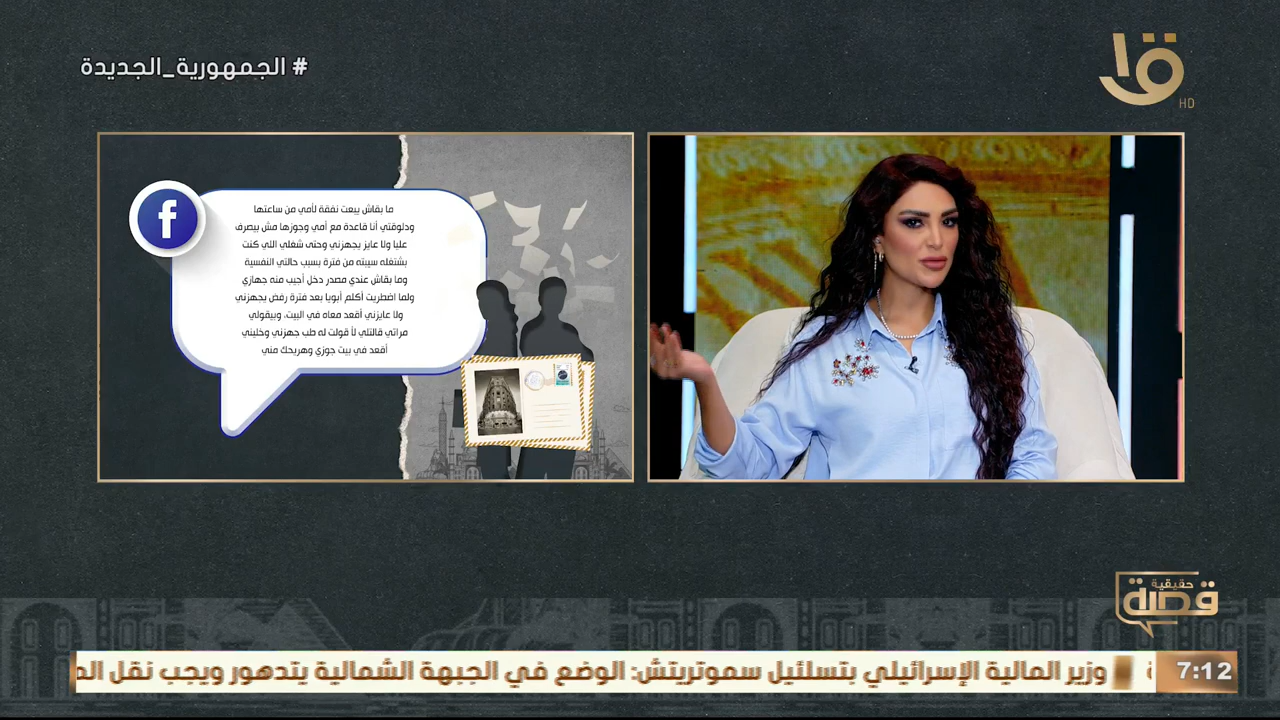 # الجمهورية_الجديدة
HD
f
ما بقاش يبعت نفقة لأمي من ساعتها
ودلوقتي أنا قاعدة مع أمي وجوزها مش بيصرف
عليا ولا عايز يجهزني وحتى شغلي اللي كنت
بشتغله سيبته من فترة بسبب حالتي النفسية
وما بقاش عندي مصدر دخل أجيب منه جهازي
ولما اضطريت أكلم أبويا بعد فترة رفض يجهزني
ولا عايزني أقعد معاه في البيت، وبيقولي
مراتي قالتلي لأ قولت له طب جهزني وخليني
أقعد في بيت جوزي وهريحك مني
قصة حقيقية
وزير المالية الإسرائيلي بتسلئيل سموتريتش: الوضع في الجبهة الشمالية يتدهور ويجب نقل
7:12